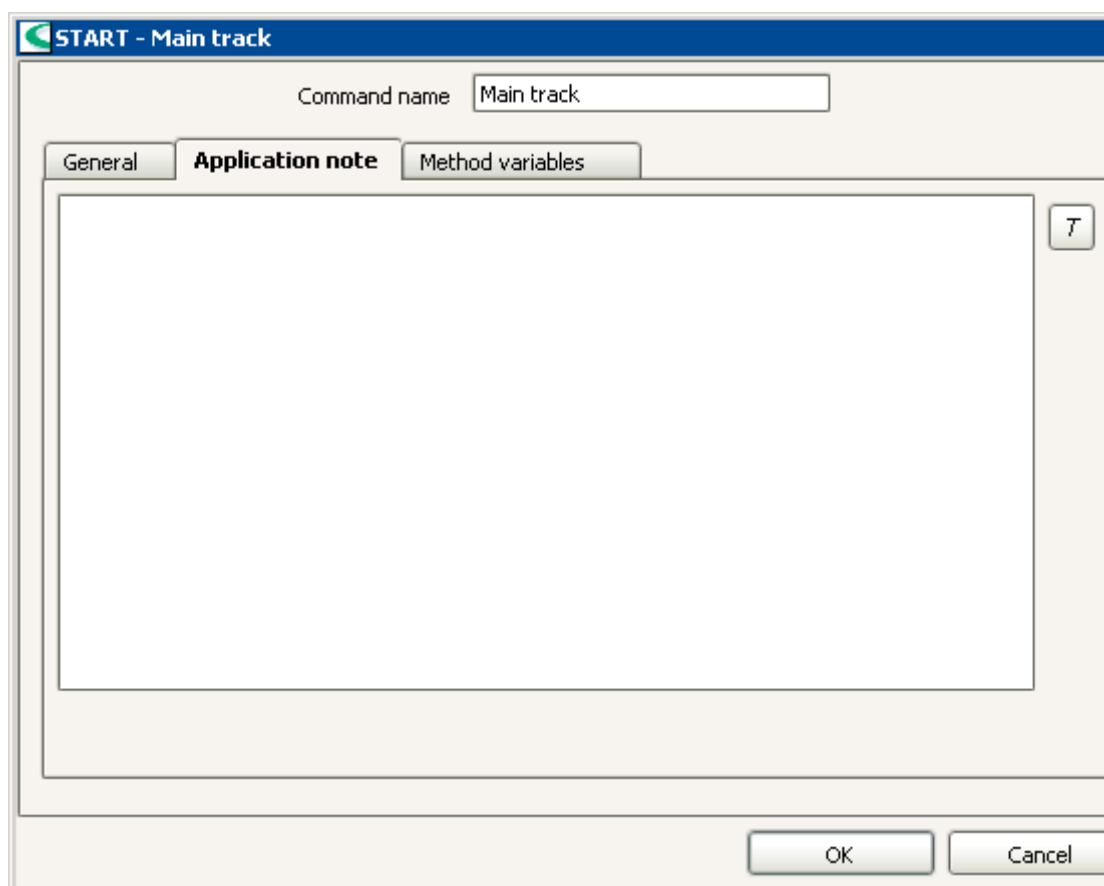 START - Main track
Command name Main track
General Application note Method variables
T
OK Cancel